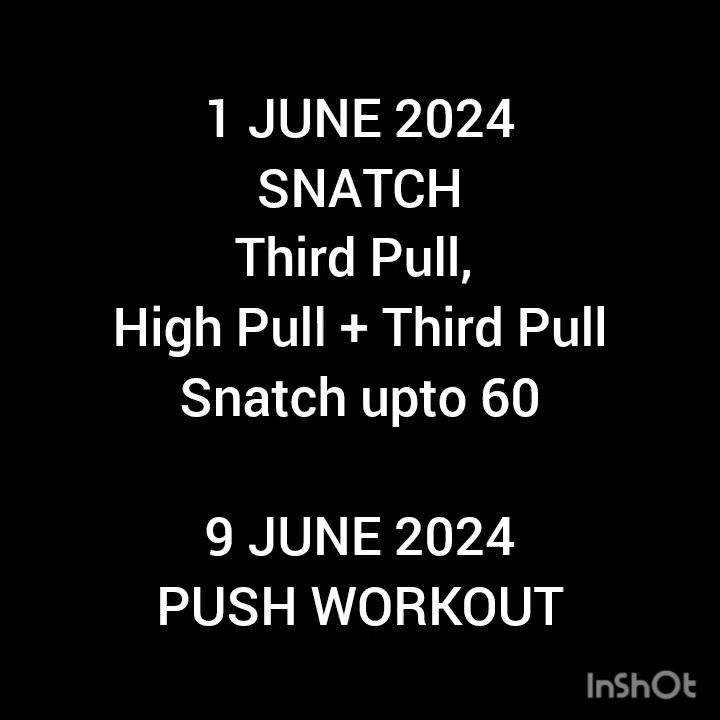 1 JUNE 2024
SNATCH
Third Pull,
High Pull + Third Pull
Snatch upto 60
9 JUNE 2024
PUSH WORKOUT
InShOt